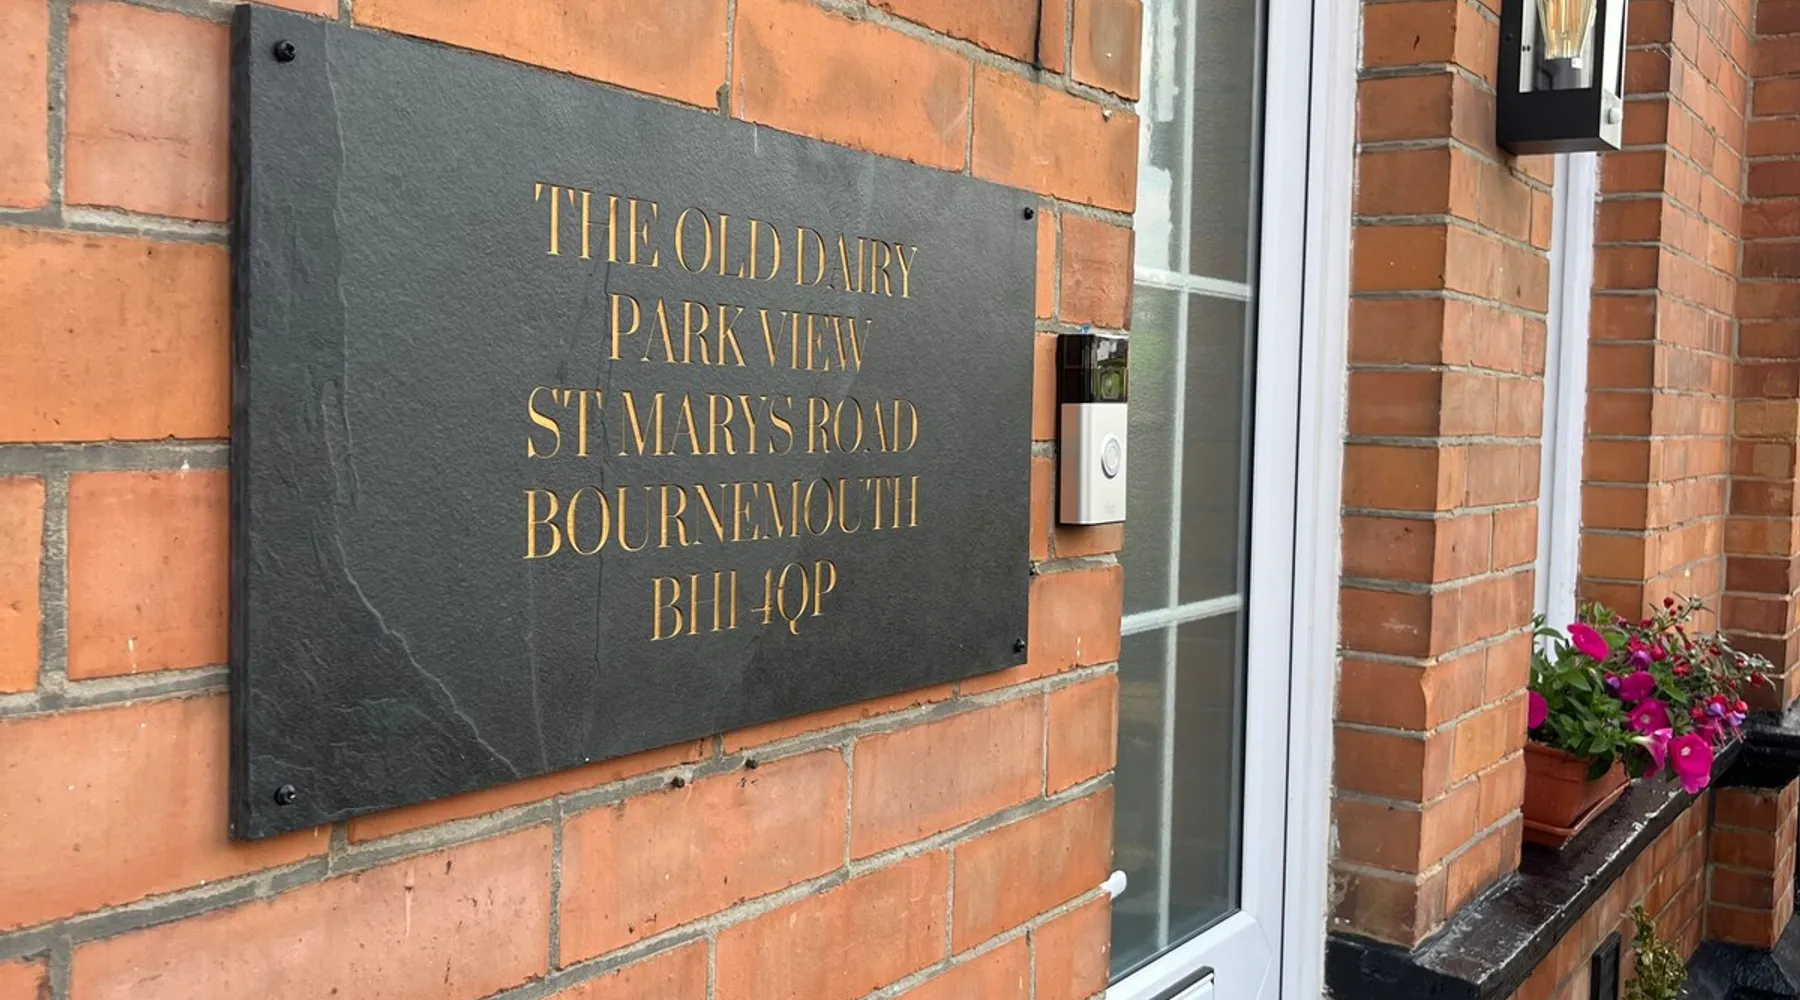 THE OLD DAIRY
PARK VIEW
ST MARYS ROAD
BOURNEMOUTH
BH1 4QP